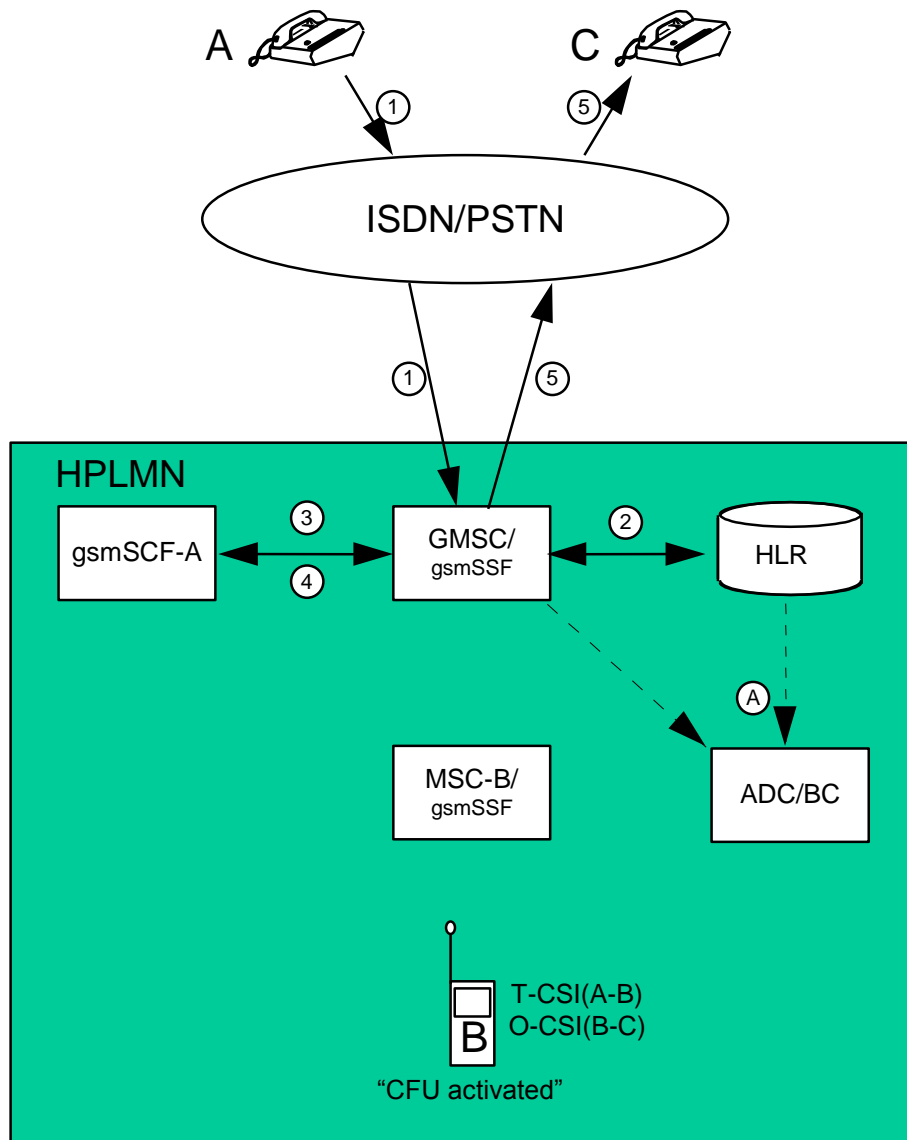 A
C
1
5
ISDN/PSTN
1
5
HPLMN
gsmSCF-A
3
4
GMSC/
gsmSSF
2
HLR
A
MSC-B/
gsmSSF
ADC/BC
B
T-CSI(A-B)
O-CSI(B-C)
“CFU activated”